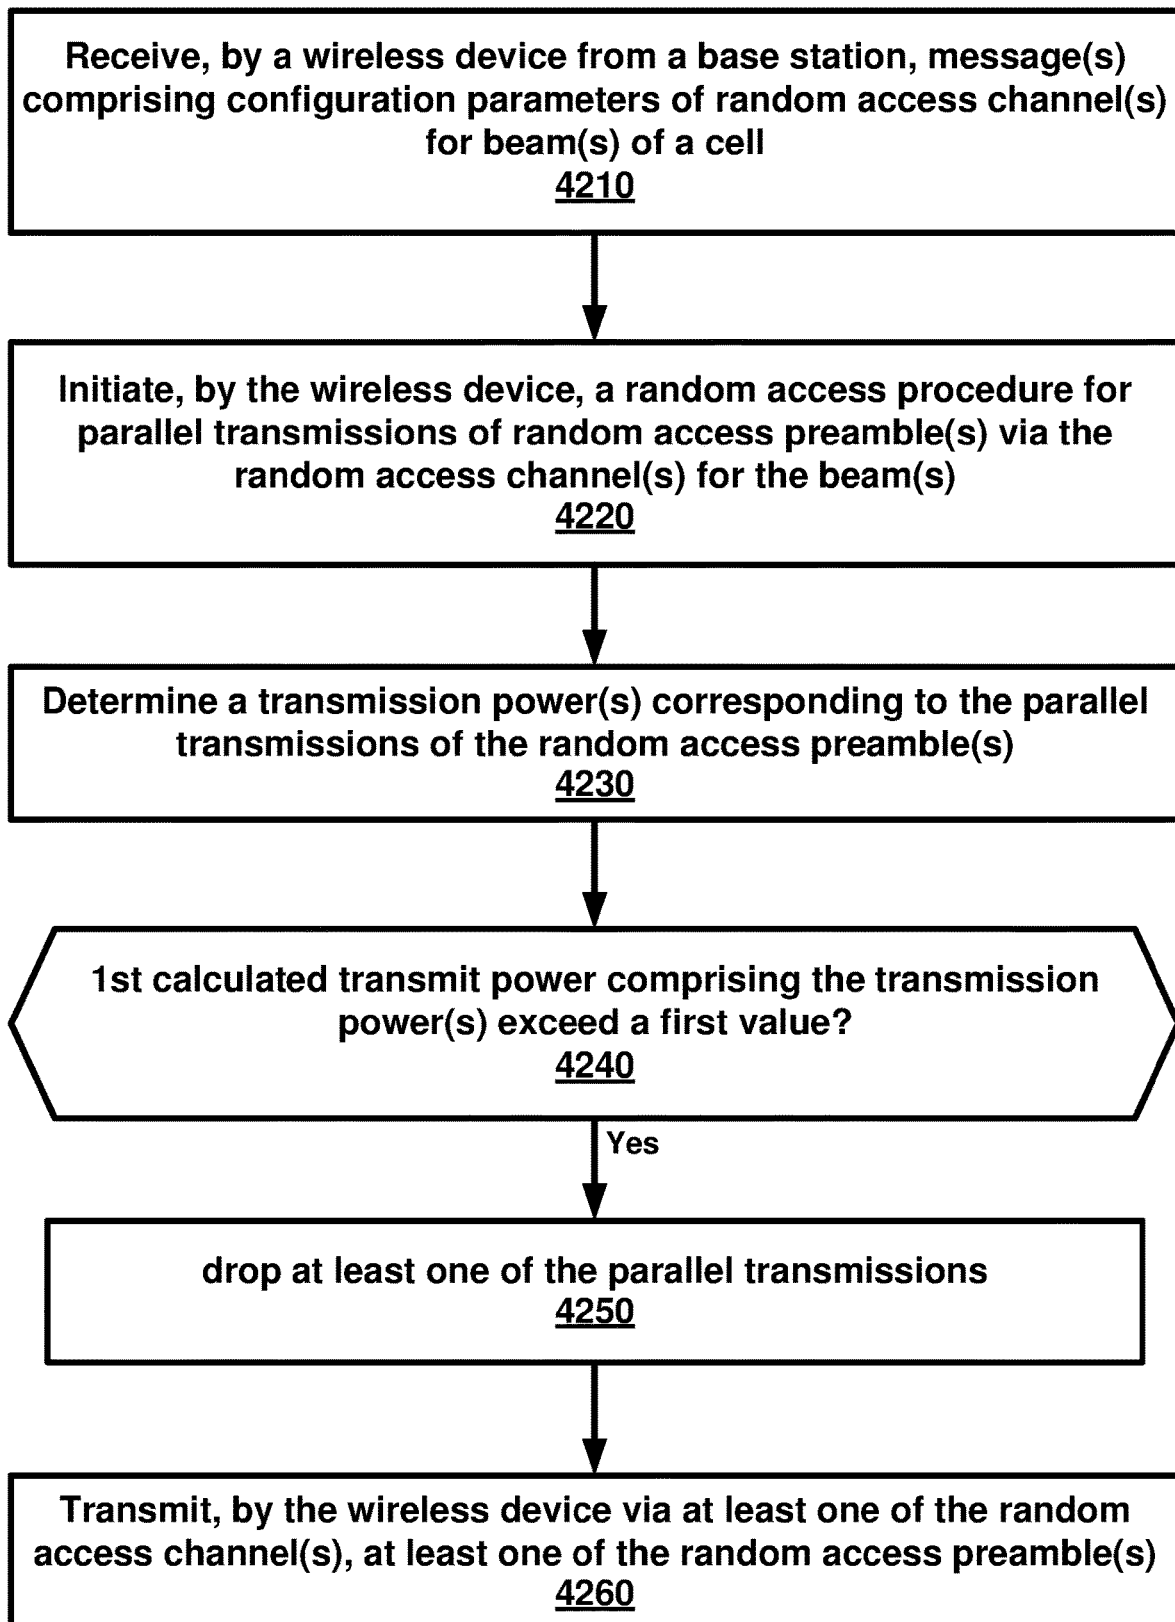 Receive, by a wireless device from a base station, message(s)
comprising configuration parameters of random access channel(s)
for beam(s) of a cell
4210
Initiate, by the wireless device, a random access procedure for
parallel transmissions of random access preamble(s) via the
random access channel(s) for the beam(s)
4220
Determine a transmission power(s) corresponding to the parallel
transmissions of the random access preamble(s)
4230
1st calculated transmit power comprising the transmission
power(s) exceed a first value?
4240
Yes
drop at least one of the parallel transmissions
4250
Transmit, by the wireless device via at least one of the random
access channel(s), at least one of the random access preamble(s)
4260